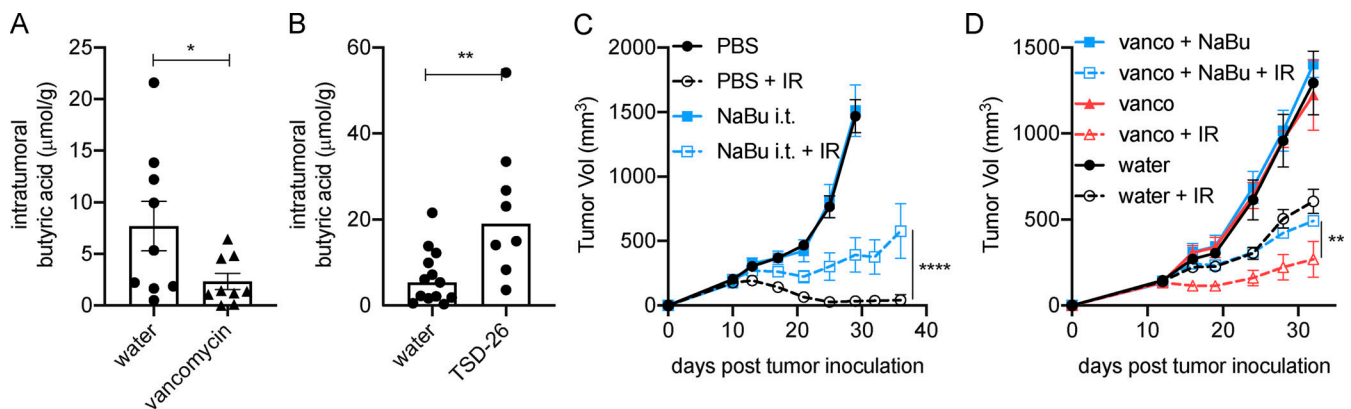 A
intratumoral
butyric acid (μmol/g)
25
20
15
10
5
0
*
water
vancomycin
B
intratumoral
butyric acid (μmol/g)
60
40
20
0
**
water
TSD-26
C
Tumor Vol (mm³)
2000
1500
1000
500
0
PBS
PBS + IR
NaBu i.t.
NaBu i.t. + IR
****
0 10 20 30 40
days post tumor inoculation
D
Tumor Vol (mm³)
1500
1000
500
0
vanco + NaBu
vanco + NaBu + IR
vanco
vanco + IR
water
water + IR
**
0 10 20 30
days post tumor inoculation